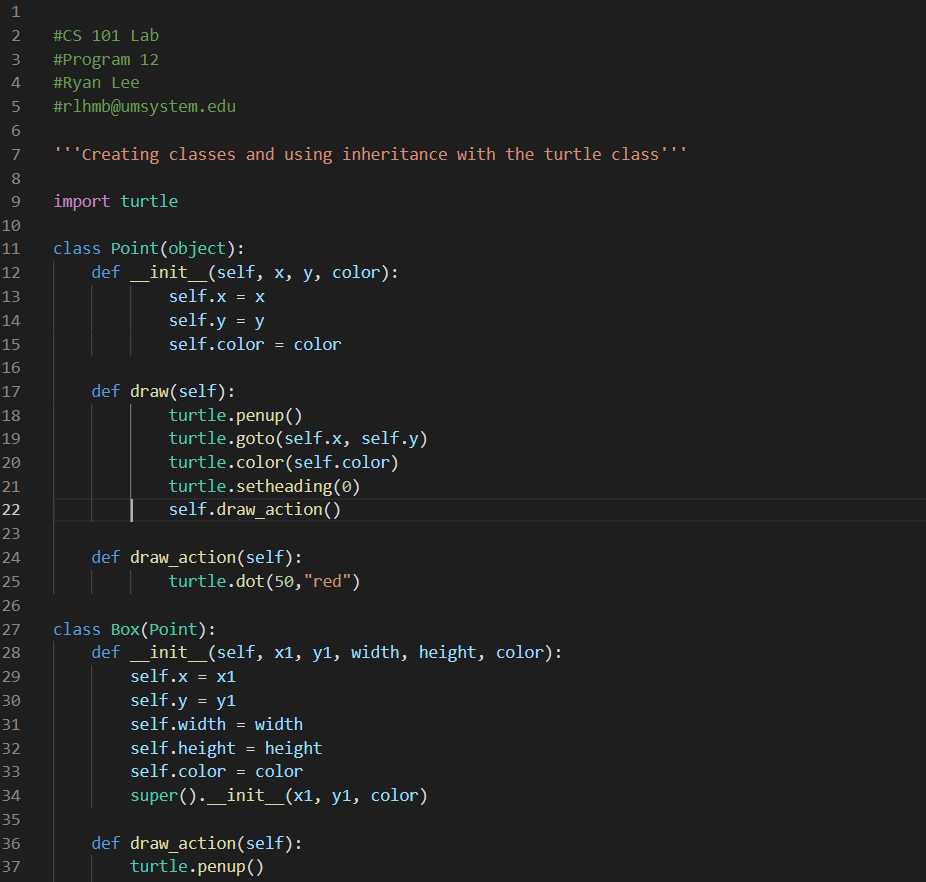 1
2 #CS 101 Lab
3 #Program 12
4 #Ryan Lee
5 #rlhmb@umsystem.edu
6
7 '''Creating classes and using inheritance with the turtle class'''
8
9 import turtle
10
11 class Point(object):
12     def __init__(self, x, y, color):
13             self.x = x
14             self.y = y
15             self.color = color
16
17     def draw(self):
18             turtle.penup()
19             turtle.goto(self.x, self.y)
20             turtle.color(self.color)
21             turtle.setheading(0)
22             self.draw_action()
23
24     def draw_action(self):
25             turtle.dot(50,"red")
26
27 class Box(Point):
28     def __init__(self, x1, y1, width, height, color):
29         self.x = x1
30         self.y = y1
31         self.width = width
32         self.height = height
33         self.color = color
34         super().__init__(x1, y1, color)
35
36     def draw_action(self):
37         turtle.penup()